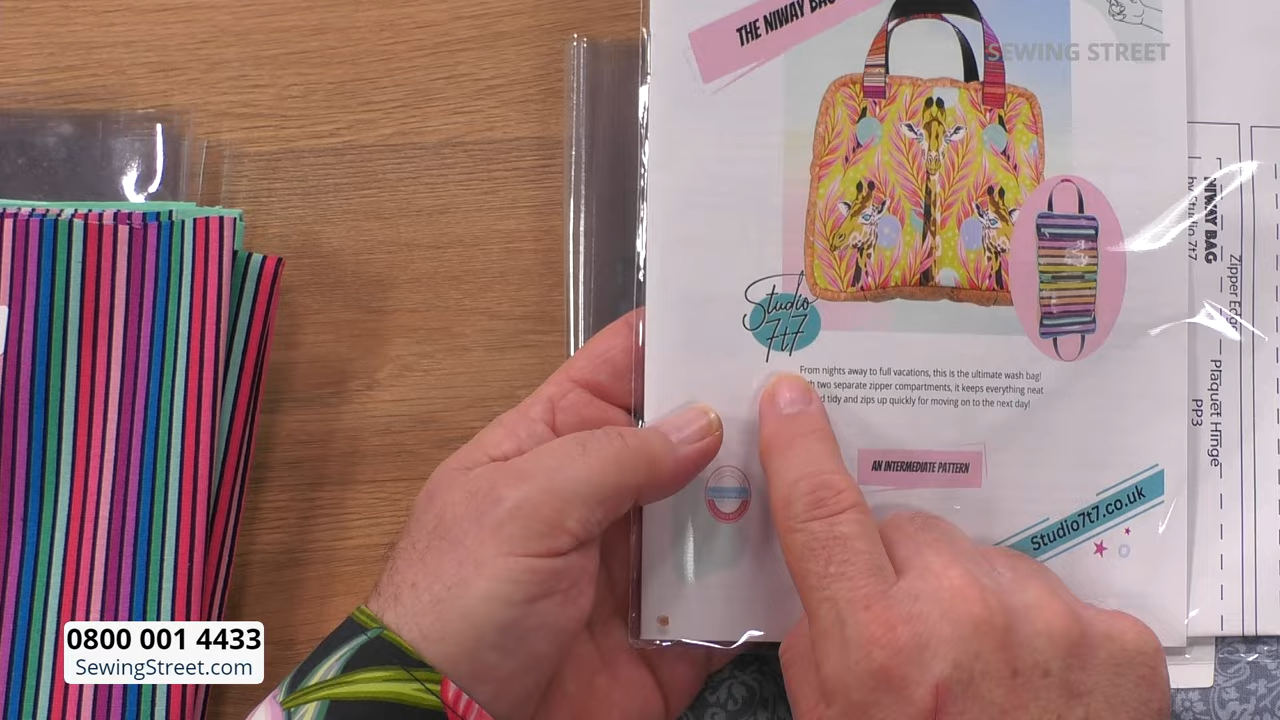 THE NIWAY BAG
SEWING STREET
Studio
7t7
From nights away to full vacations, this is the ultimate wash bag!
two separate zipper compartments, it keeps everything neat
tidy and zips up quickly for moving on to the next day!
AN INTERMEDIATE PATTERN
Studio7t7.co.uk
NIWAY BAG
by Studio 7t7
Zipper Edge
Plaquet Hinge
PP3
0800 001 4433
SewingStreet.com